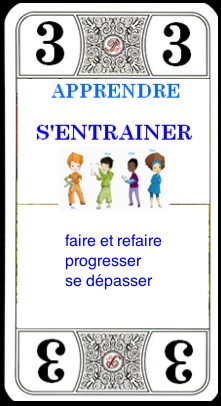 3 3
APPRENDRE
S'ENTRAINER
faire et refaire
progresser
se dépasser
3 3